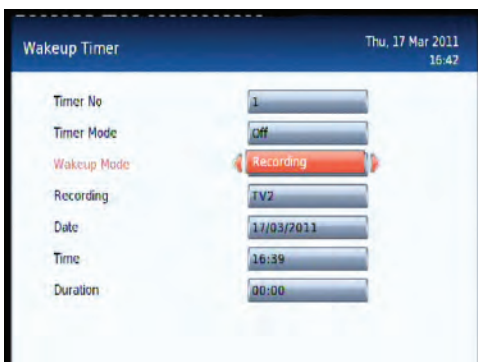 Wakeup Timer
Thu, 17 Mar 2011
16:42
Timer No 1
Timer Mode Off
Wakeup Mode Recording
Recording TV2
Date 17/03/2011
Time 16:39
Duration 00:00